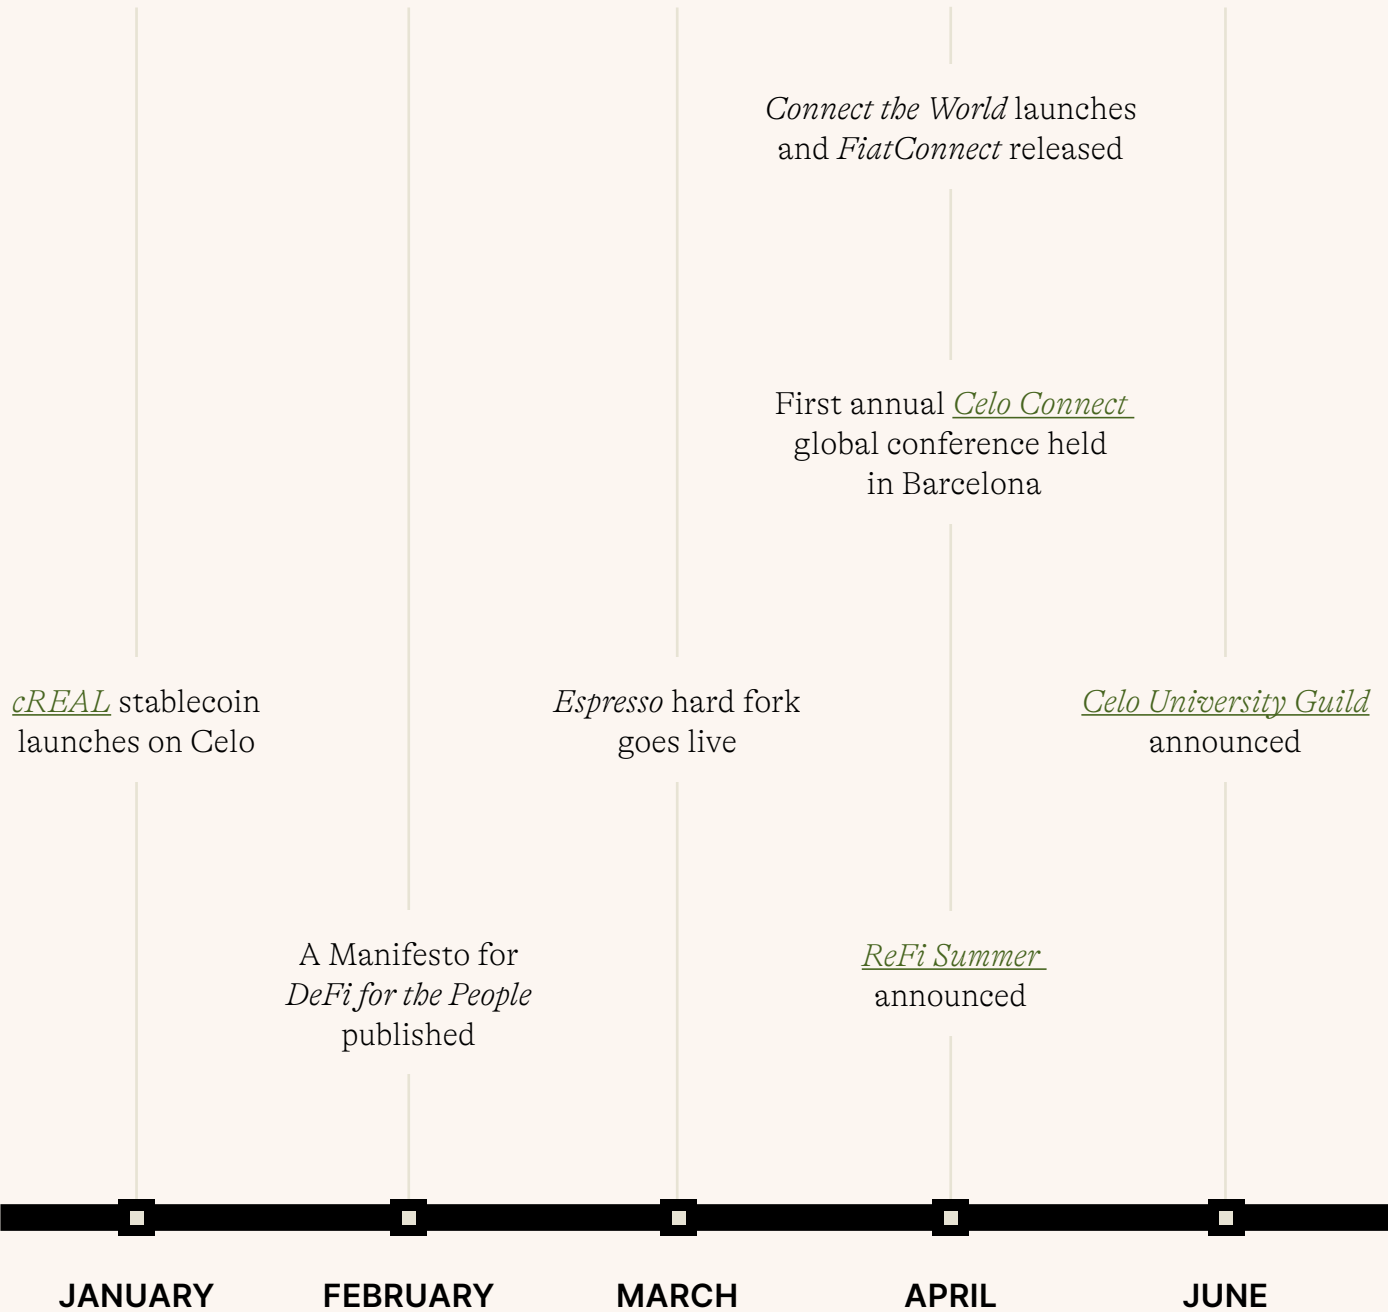 Connect the World launches
and FiatConnect released
First annual Celo Connect
global conference held
in Barcelona
cREAL stablecoin
launches on Celo
Espresso hard fork
goes live
Celo University Guild
announced
A Manifesto for
DeFi for the People
published
ReFi Summer
announced
JANUARY
FEBRUARY
MARCH
APRIL
JUNE